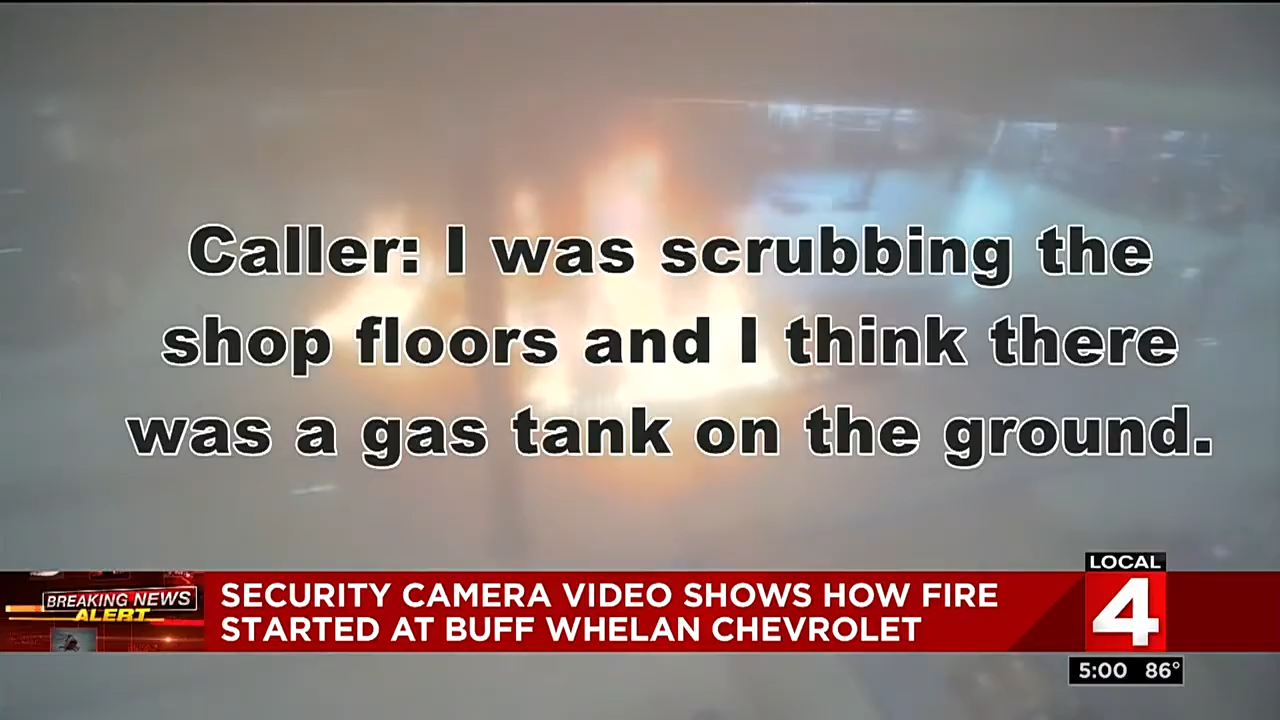 Caller: I was scrubbing the
shop floors and I think there
was a gas tank on the ground.
BREAKING NEWS
ALERT
SECURITY CAMERA VIDEO SHOWS HOW FIRE
STARTED AT BUFF WHELAN CHEVROLET
LOCAL
4
5:00 86°